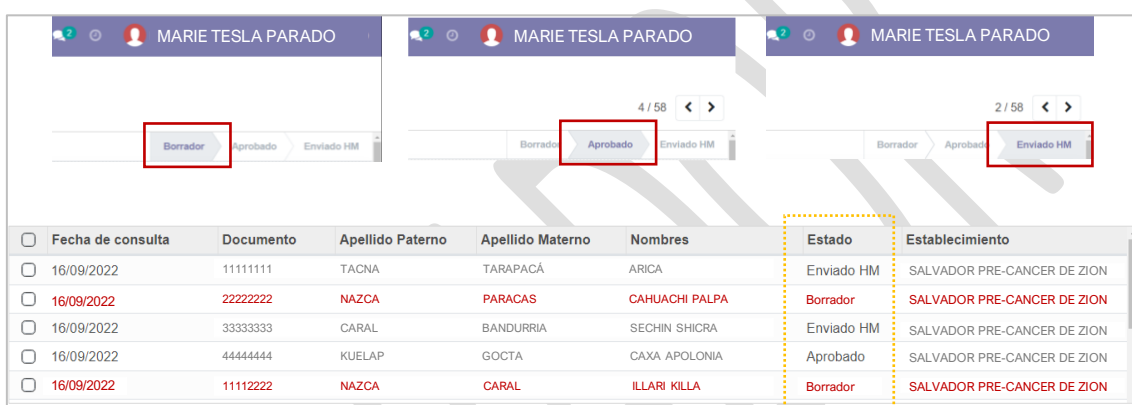 2 MARIE TESLA PARADO
2 MARIE TESLA PARADO
2 MARIE TESLA PARADO
4 / 58
2 / 58
Borrador Aprobado Enviado HM
Borrador Aprobado Enviado HM
Borrador Aprobado Enviado HM
Fecha de consulta Documento Apellido Paterno Apellido Materno Nombres Estado Establecimiento
16/09/2022 11111111 TACNA TARAPACÁ ARICA Enviado HM SALVADOR PRE-CANCER DE ZION
16/09/2022 22222222 NAZCA PARACAS CAHUACHI PALPA Borrador SALVADOR PRE-CANCER DE ZION
16/09/2022 33333333 CARAL BANDURRIA SECHIN SHICRA Enviado HM SALVADOR PRE-CANCER DE ZION
16/09/2022 44444444 KUELAP GOCTA CAXA APOLONIA Aprobado SALVADOR PRE-CANCER DE ZION
16/09/2022 11112222 NAZCA CARAL ILLARI KILLA Borrador SALVADOR PRE-CANCER DE ZION